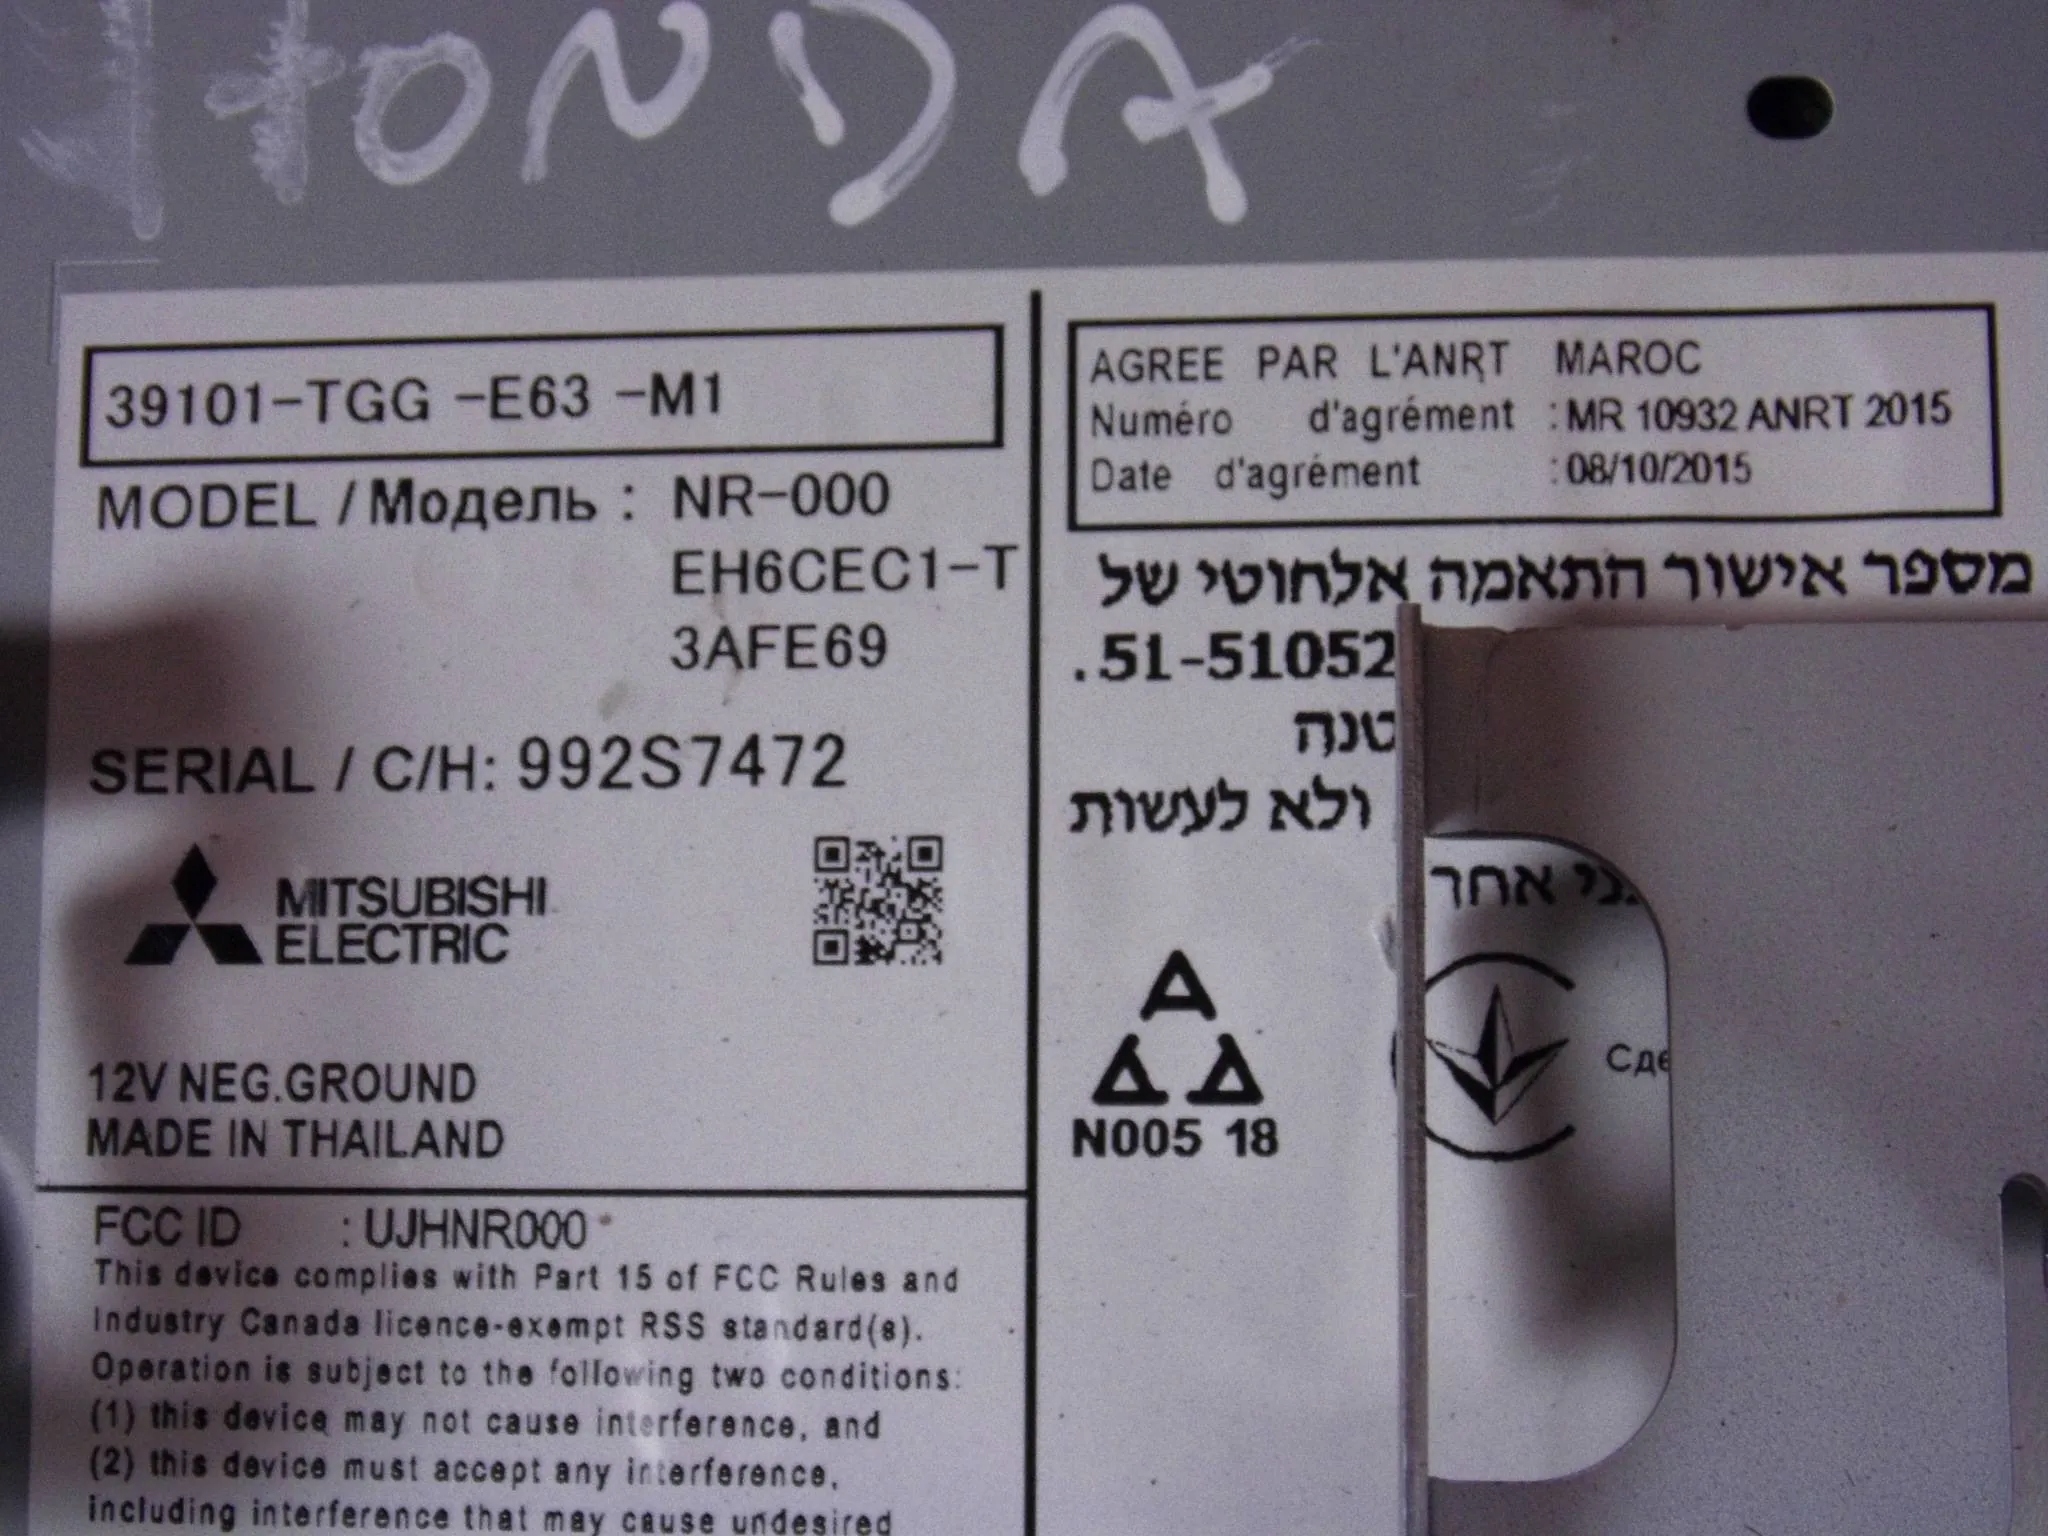 HONDA
39101-TGG -E63 -M1
MODEL / Модель : NR-000
EH6CEC1-T
3AFE69
SERIAL / C/H: 992S7472
MITSUBISHI
ELECTRIC
12V NEG.GROUND
MADE IN THAILAND
FCC ID : UJHNR000
This device complies with Part 15 of FCC Rules and
Industry Canada licence-exempt RSS standard(s).
Operation is subject to the following two conditions:
(1) this device may not cause interference, and
(2) this device must accept any interference,
including interference that may cause undesired
AGREE PAR L'ANRT MAROC
Numéro d'agrément :MR 10932 ANRT 2015
Date d'agrément :08/10/2015
מספר אישור התאמה אלחוטי של
.51-51052
ולא לעשות
אחר
N005 18